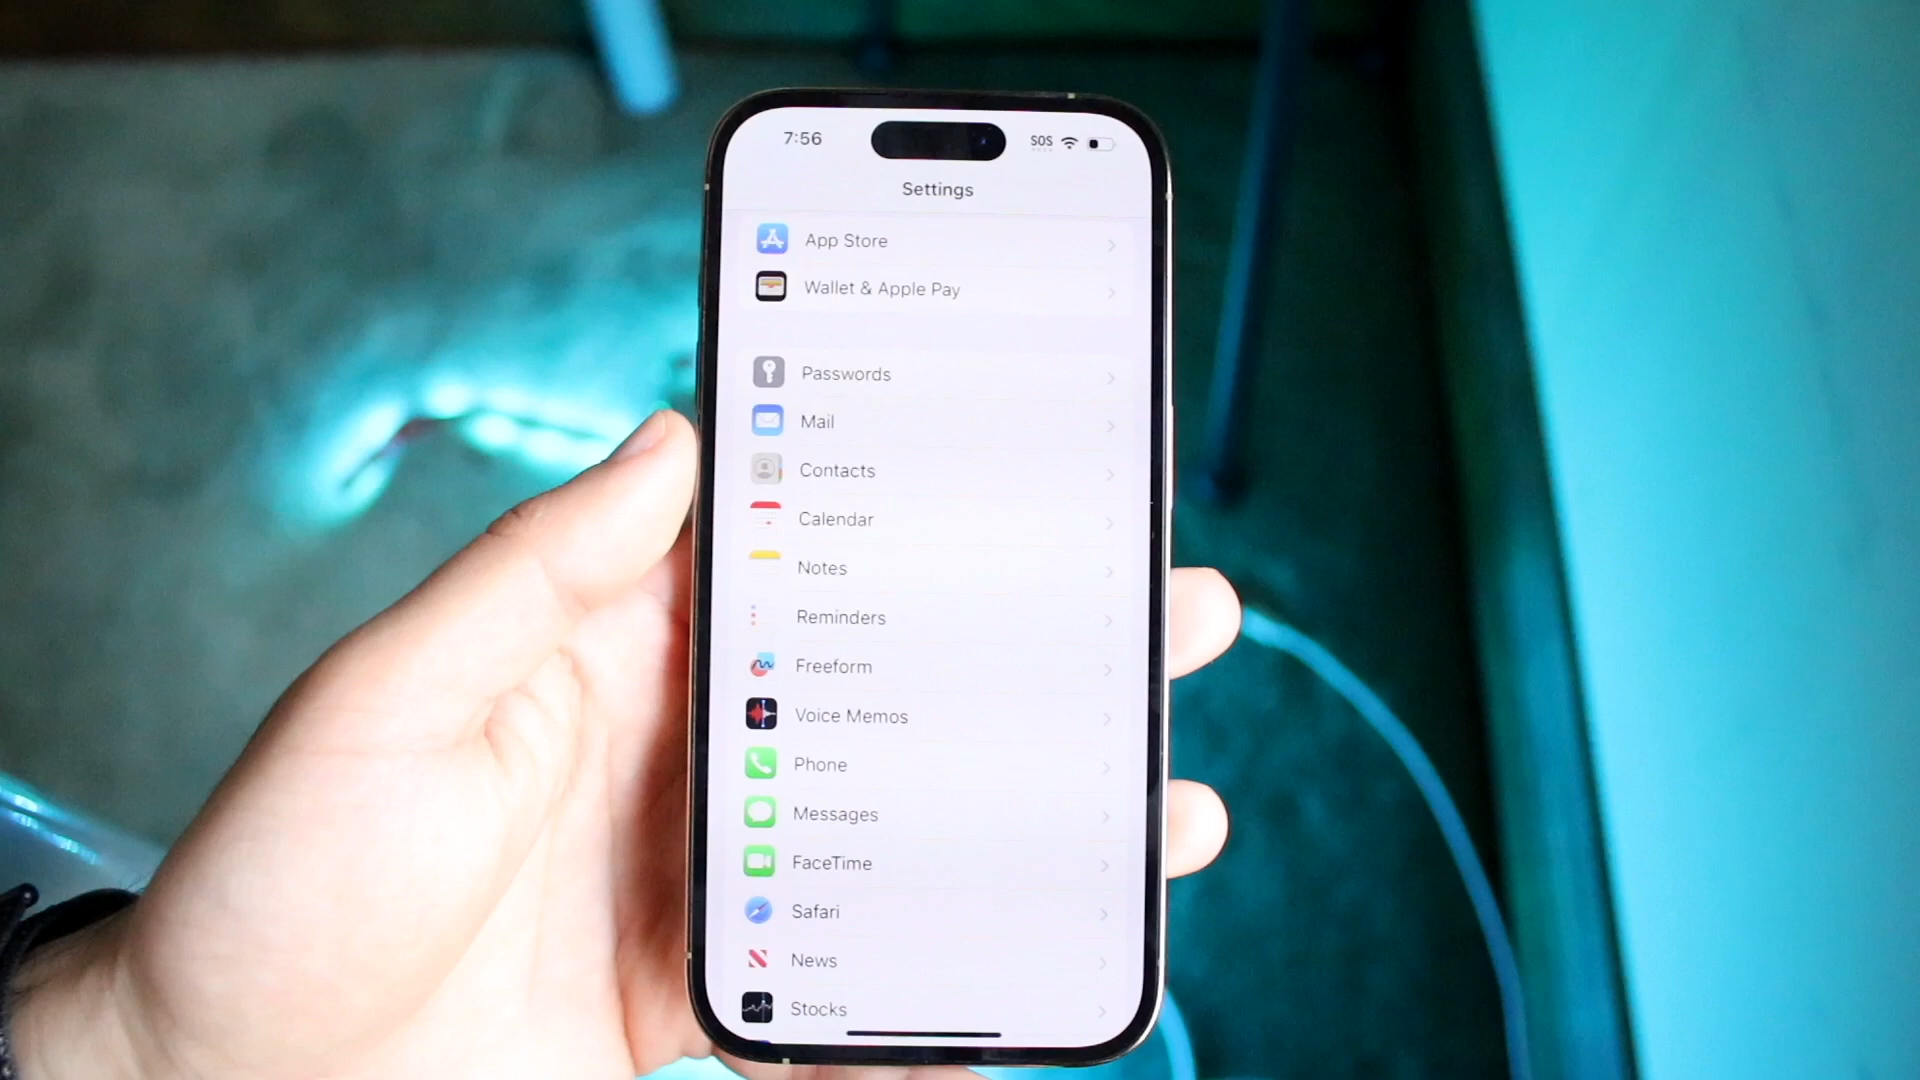 7:56 SOS
Settings
App Store
Wallet & Apple Pay
Passwords
Mail
Contacts
Calendar
Notes
Reminders
Freeform
Voice Memos
Phone
Messages
FaceTime
Safari
News
Stocks